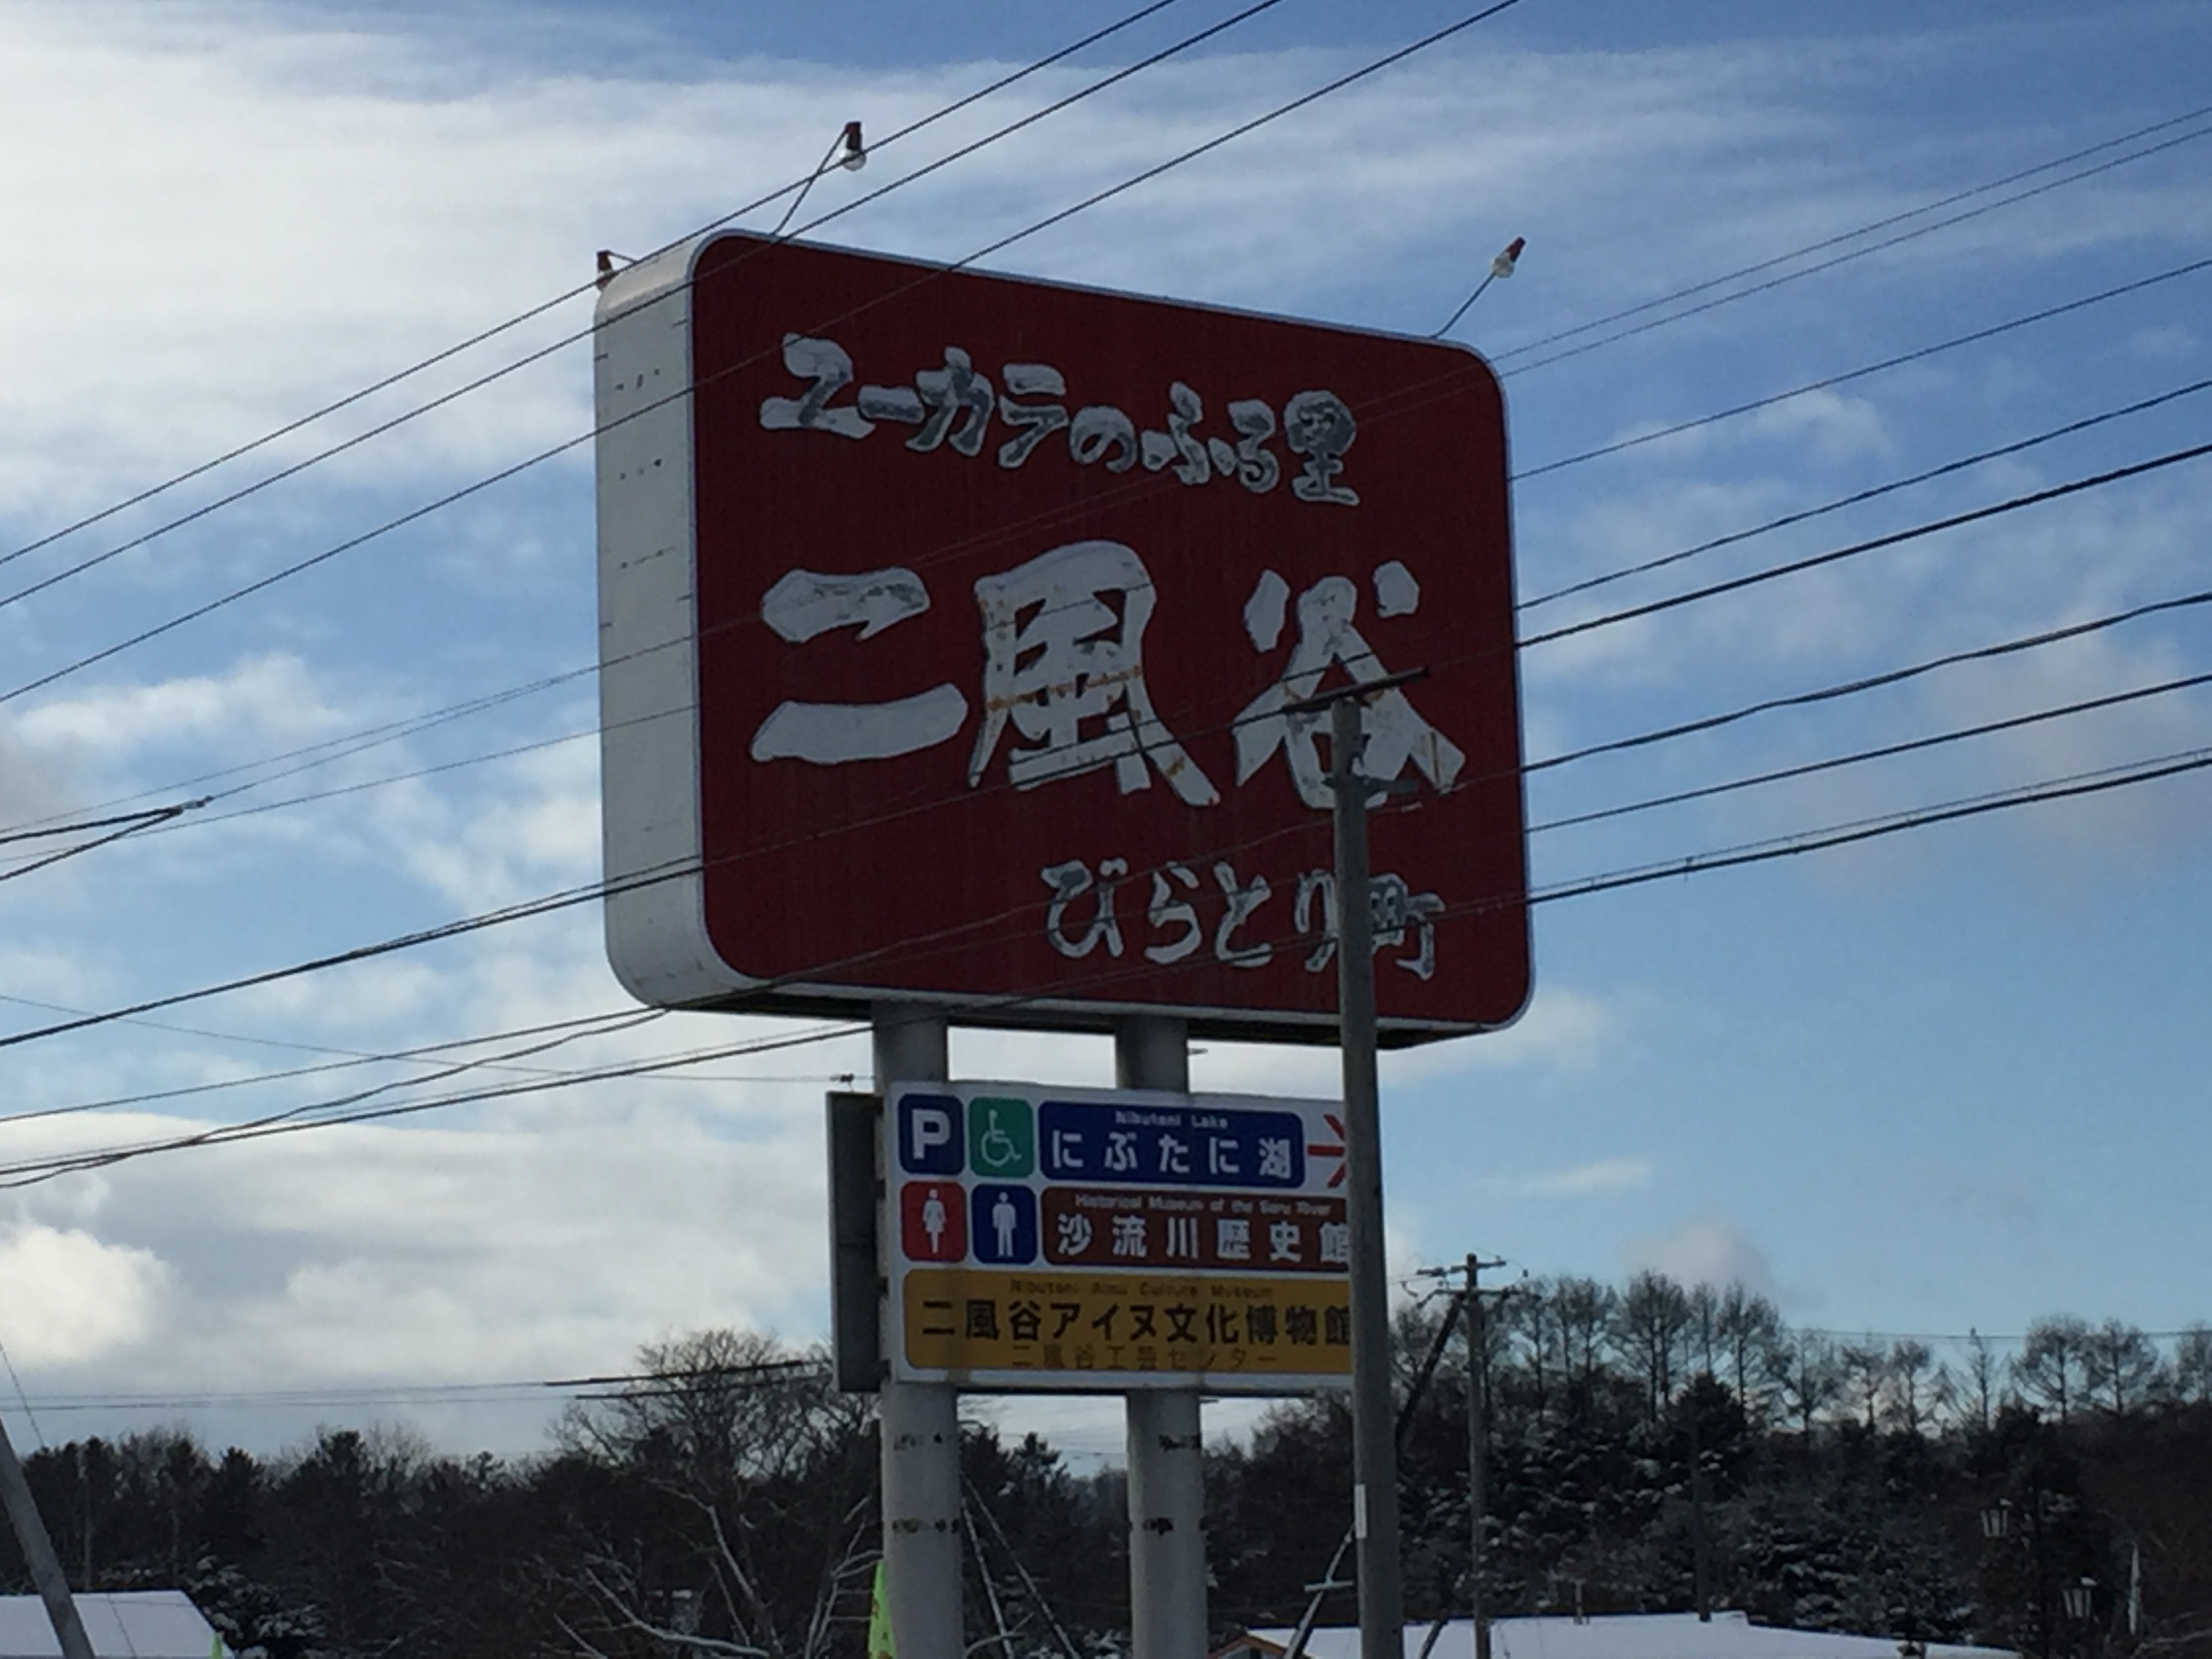 ユーカラのふる里
二風谷
びらとり町
P
Nibutani Lake
にぶたに湖
Historical Museum of the Saru River
沙流川歴史館
Nibutani Ainu Culture Museum
二風谷アイヌ文化博物館
二風谷工芸センター